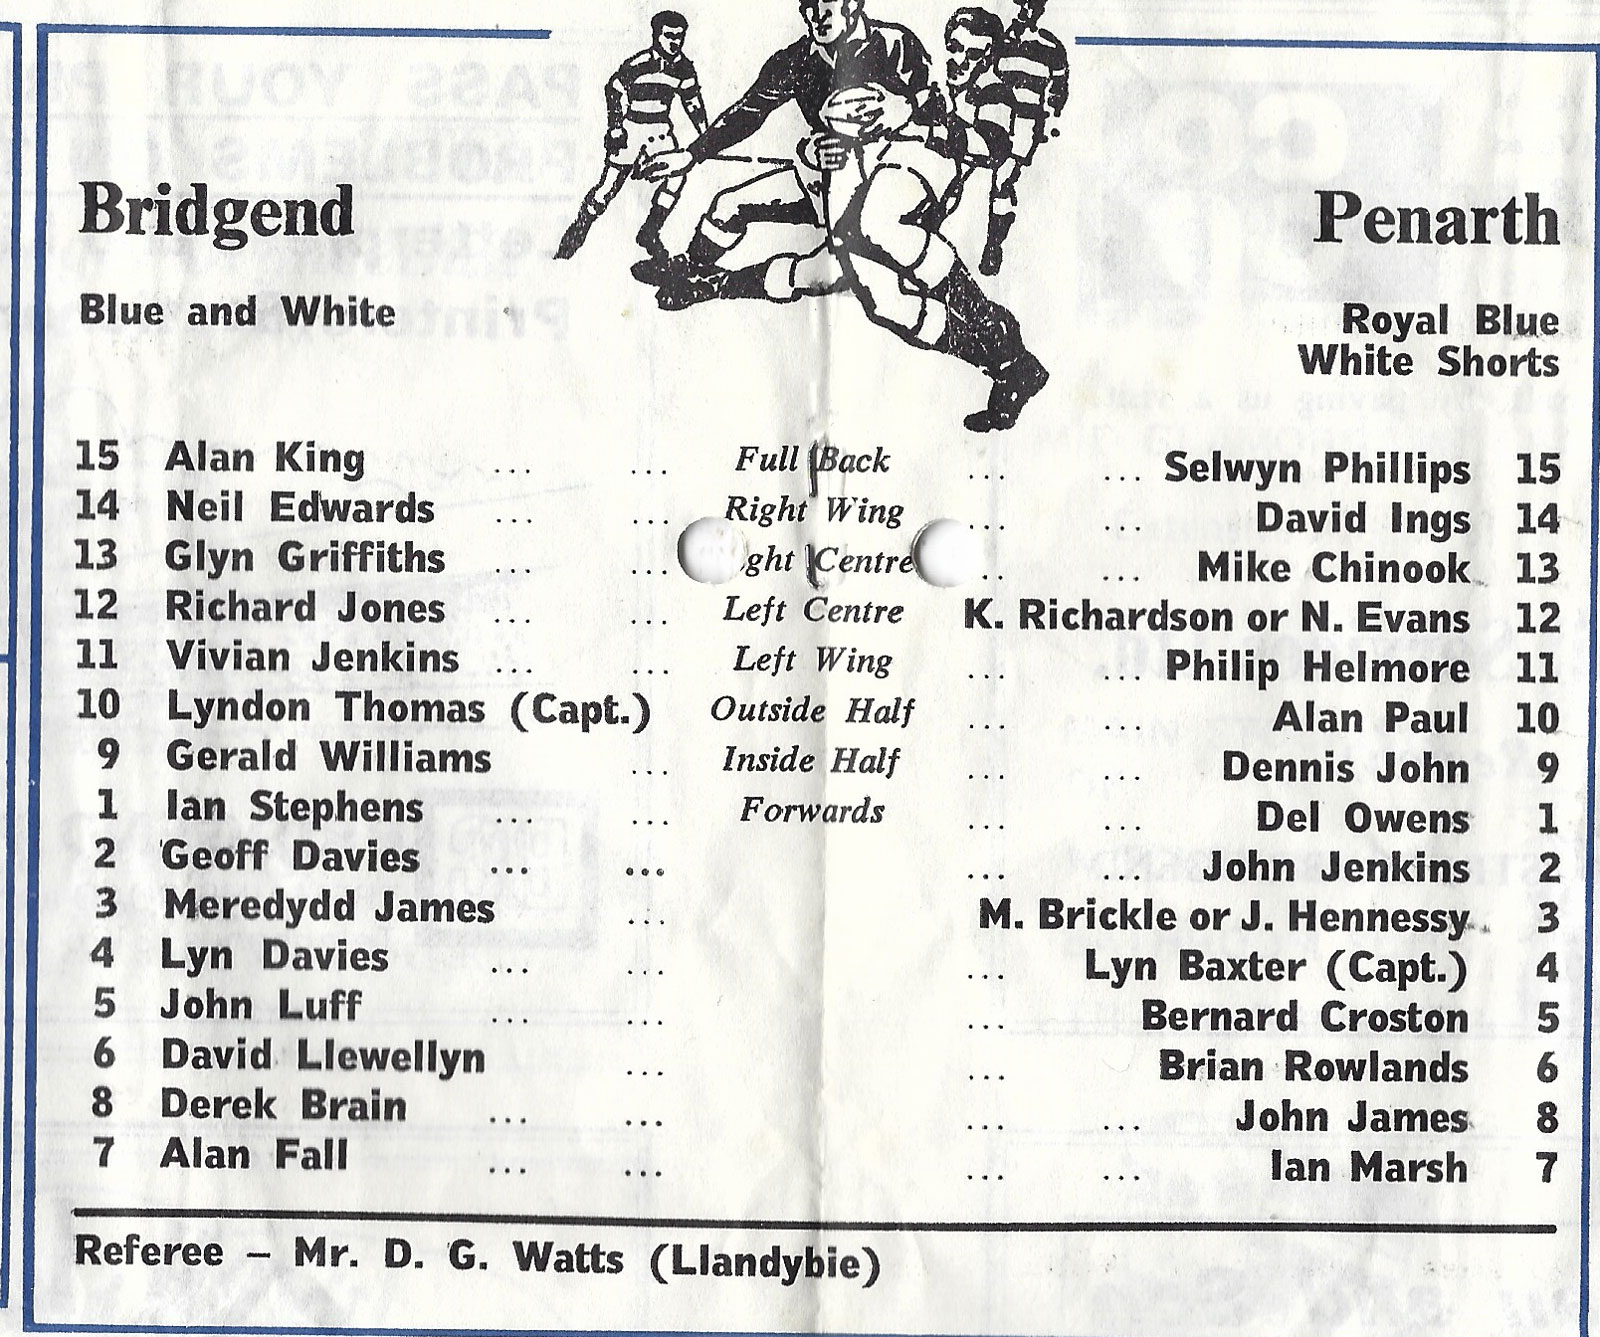 Bridgend
Penarth
Blue and White
Royal Blue
White Shorts
15 Alan King ... ... Full Back ... ... Selwyn Phillips 15
14 Neil Edwards ... ... Right Wing ... ... David Ings 14
13 Glyn Griffiths ... ... ght Centre ... ... Mike Chinook 13
12 Richard Jones ... ... Left Centre K. Richardson or N. Evans 12
11 Vivian Jenkins ... ... Left Wing ... ... Philip Helmore 11
10 Lyndon Thomas (Capt.) Outside Half ... ... Alan Paul 10
9 Gerald Williams ... Inside Half ... ... Dennis John 9
1 Ian Stephens ... ... Forwards ... ... Del Owens 1
2 Geoff Davies ... ... ... ... John Jenkins 2
3 Meredydd James ... M. Brickle or J. Hennessy 3
4 Lyn Davies ... ... ... Lyn Baxter (Capt.) 4
5 John Luff ... ... ... Bernard Croston 5
6 David Llewellyn ... ... Brian Rowlands 6
8 Derek Brain ... ... ... ... John James 8
7 Alan Fall ... ... ... ... Ian Marsh 7
Referee – Mr. D. G. Watts (Llandybie)